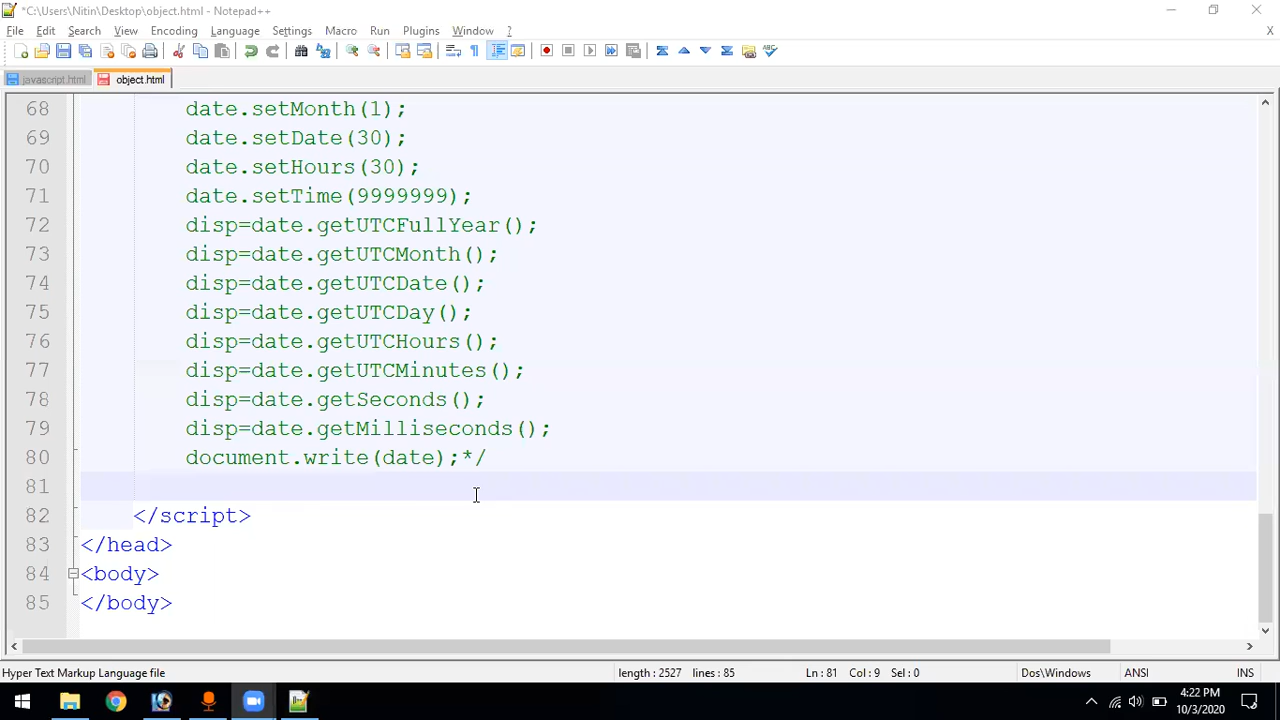 *C:\Users\Nitin\Desktop\object.html - Notepad++
File Edit Search View Encoding Language Settings Macro Run Plugins Window ? X
javascript.html object.html
68 date.setMonth(1);
69 date.setDate(30);
70 date.setHours(30);
71 date.setTime(9999999);
72 disp=date.getUTCFullYear();
73 disp=date.getUTCMonth();
74 disp=date.getUTCDate();
75 disp=date.getUTCDay();
76 disp=date.getUTCHours();
77 disp=date.getUTCMinutes();
78 disp=date.getSeconds();
79 disp=date.getMilliseconds();
80 document.write(date);*/
81
82 </script>
83 </head>
84 <body>
85 </body>
Hyper Text Markup Language file length : 2527 lines : 85 Ln : 81 Col : 9 Sel : 0 Dos\Windows ANSI INS
4:22 PM
10/3/2020